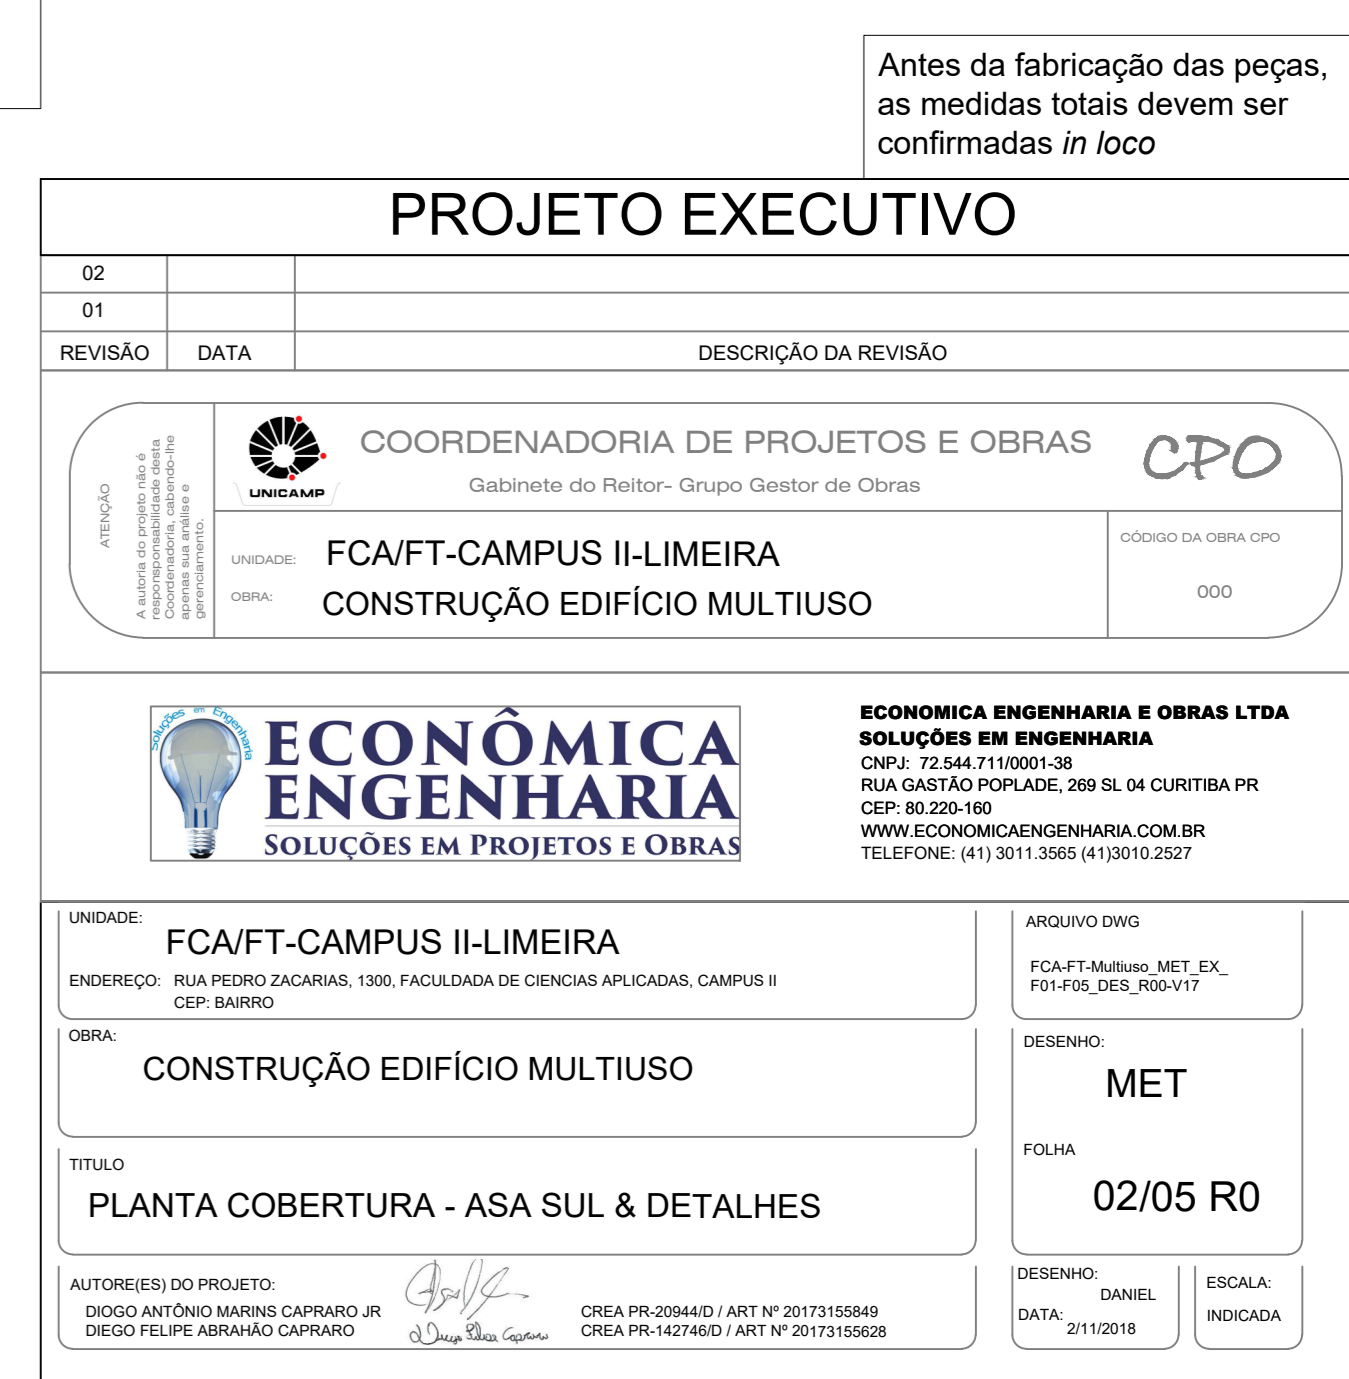 Antes da fabricação das peças,
as medidas totais devem ser
confirmadas in loco
PROJETO EXECUTIVO
02
01
REVISÃO DATA DESCRIÇÃO DA REVISÃO
ATENÇÃO
A autoria do projeto não é
responsponsabilidade desta
Coordenadoria, cabendo-lhe
apenas sua análise e
gerenciamento.
UNICAMP
COORDENADORIA DE PROJETOS E OBRAS
Gabinete do Reitor- Grupo Gestor de Obras
CPO
UNIDADE: FCA/FT-CAMPUS II-LIMEIRA
OBRA: CONSTRUÇÃO EDIFÍCIO MULTIUSO
CÓDIGO DA OBRA CPO
000
Soluções em Engenharia
ECONÔMICA
ENGENHARIA
SOLUÇÕES EM PROJETOS E OBRAS
ECONOMICA ENGENHARIA E OBRAS LTDA
SOLUÇÕES EM ENGENHARIA
CNPJ: 72.544.711/0001-38
RUA GASTÃO POPLADE, 269 SL 04 CURITIBA PR
CEP: 80.220-160
WWW.ECONOMICAENGENHARIA.COM.BR
TELEFONE: (41) 3011.3565 (41)3010.2527
UNIDADE:
FCA/FT-CAMPUS II-LIMEIRA
ENDEREÇO: RUA PEDRO ZACARIAS, 1300, FACULDADA DE CIENCIAS APLICADAS, CAMPUS II
CEP: BAIRRO
ARQUIVO DWG
FCA-FT-Multiuso_MET_EX_
F01-F05_DES_R00-V17
OBRA:
CONSTRUÇÃO EDIFÍCIO MULTIUSO
DESENHO:
MET
TITULO
PLANTA COBERTURA - ASA SUL & DETALHES
FOLHA
02/05 R0
AUTORE(ES) DO PROJETO:
DIOGO ANTÔNIO MARINS CAPRARO JR CREA PR-20944/D / ART Nº 20173155849
DIEGO FELIPE ABRAHÃO CAPRARO CREA PR-142746/D / ART Nº 20173155628
DESENHO:
DANIEL
DATA:
2/11/2018
ESCALA:
INDICADA